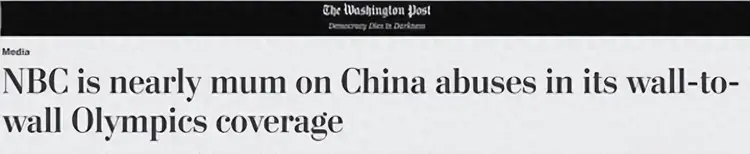 The Washington Post
Democracy Dies in Darkness
Media
NBC is nearly mum on China abuses in its wall-to-
wall Olympics coverage